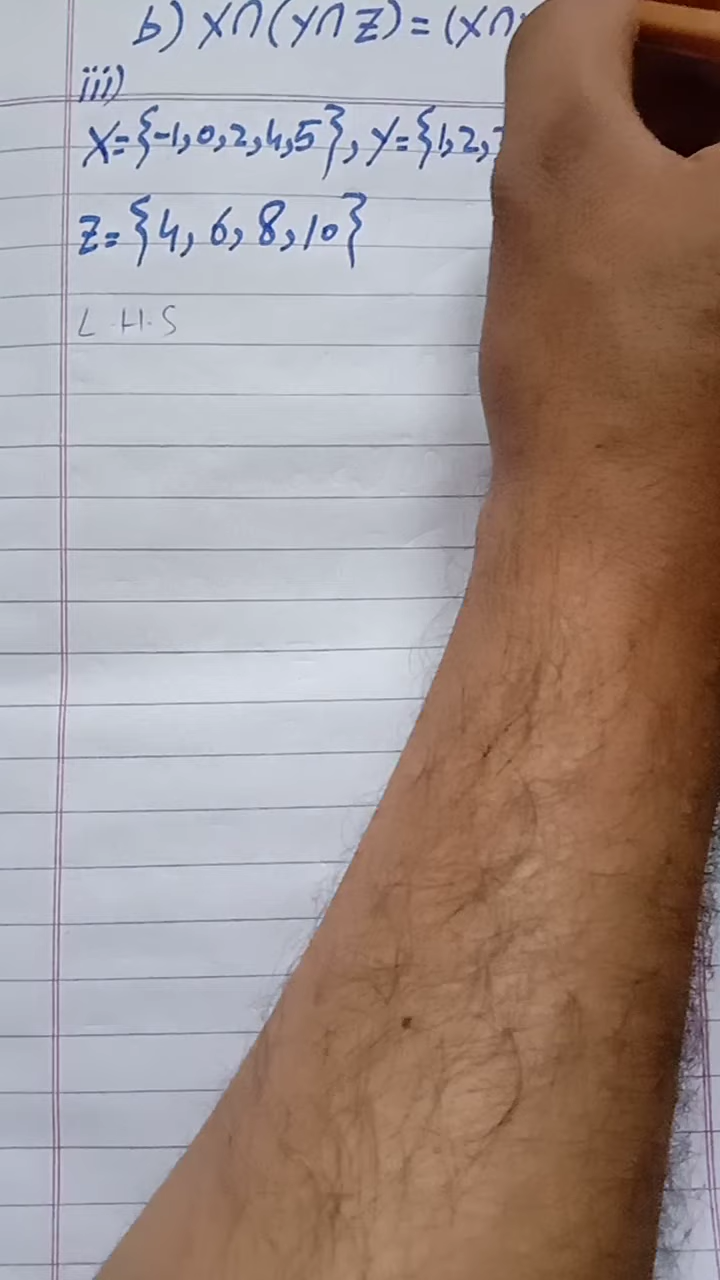 b) X∩(Y∩Z)=(X∩
iii)
X={-1,0,2,4,5}, Y={1,2,
Z={4, 6, 8, 10}
L.H.S